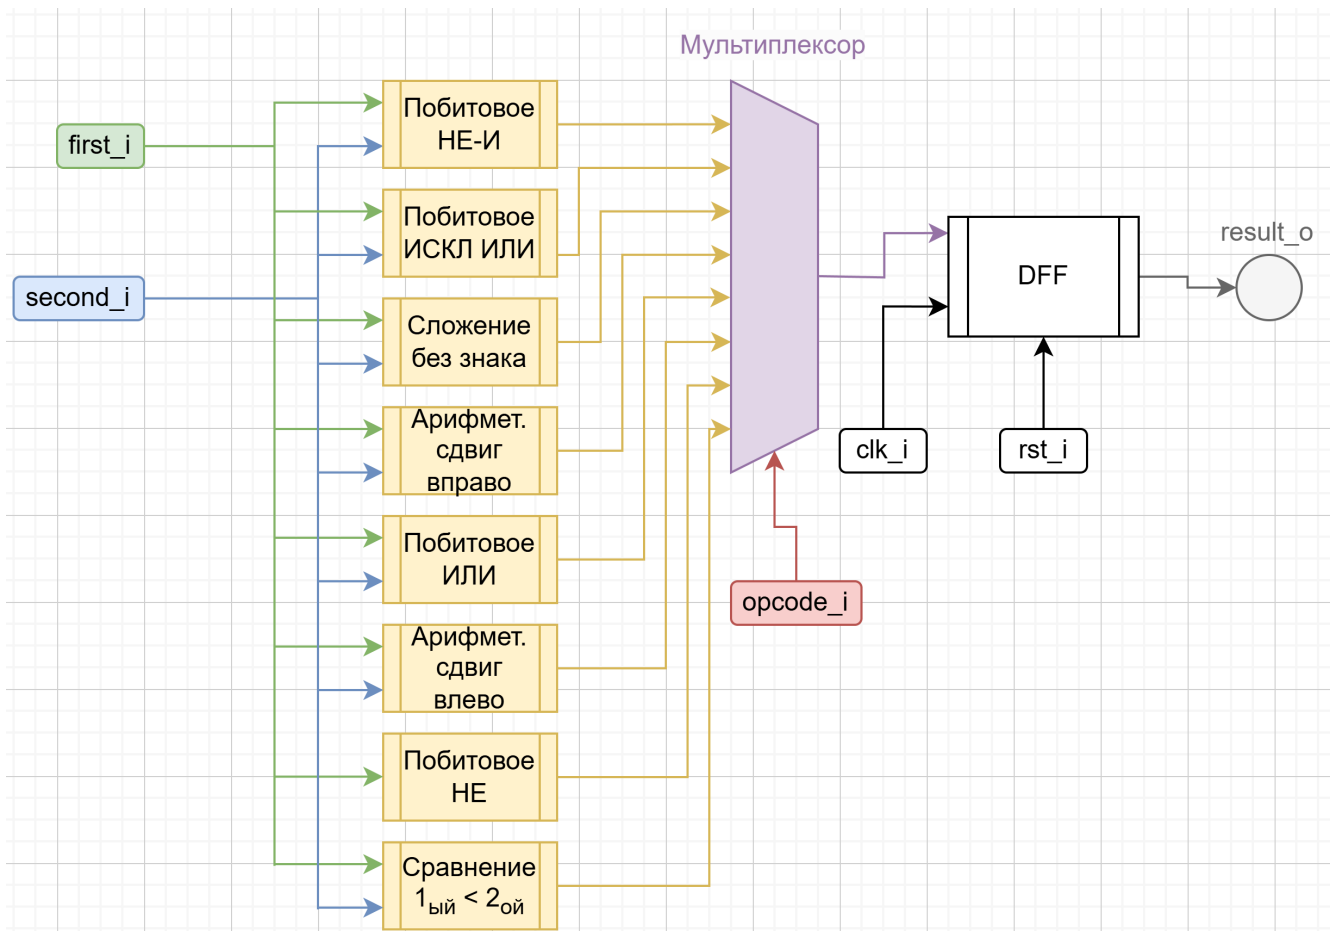 Мультиплексор
first_i
second_i
Побитовое
НЕ-И
Побитовое
ИСКЛ ИЛИ
Сложение
без знака
Арифмет.
сдвиг
вправо
Побитовое
ИЛИ
Арифмет.
сдвиг
влево
Побитовое
НЕ
Сравнение
1ый < 2ой
opcode_i
DFF
clk_i
rst_i
result_o